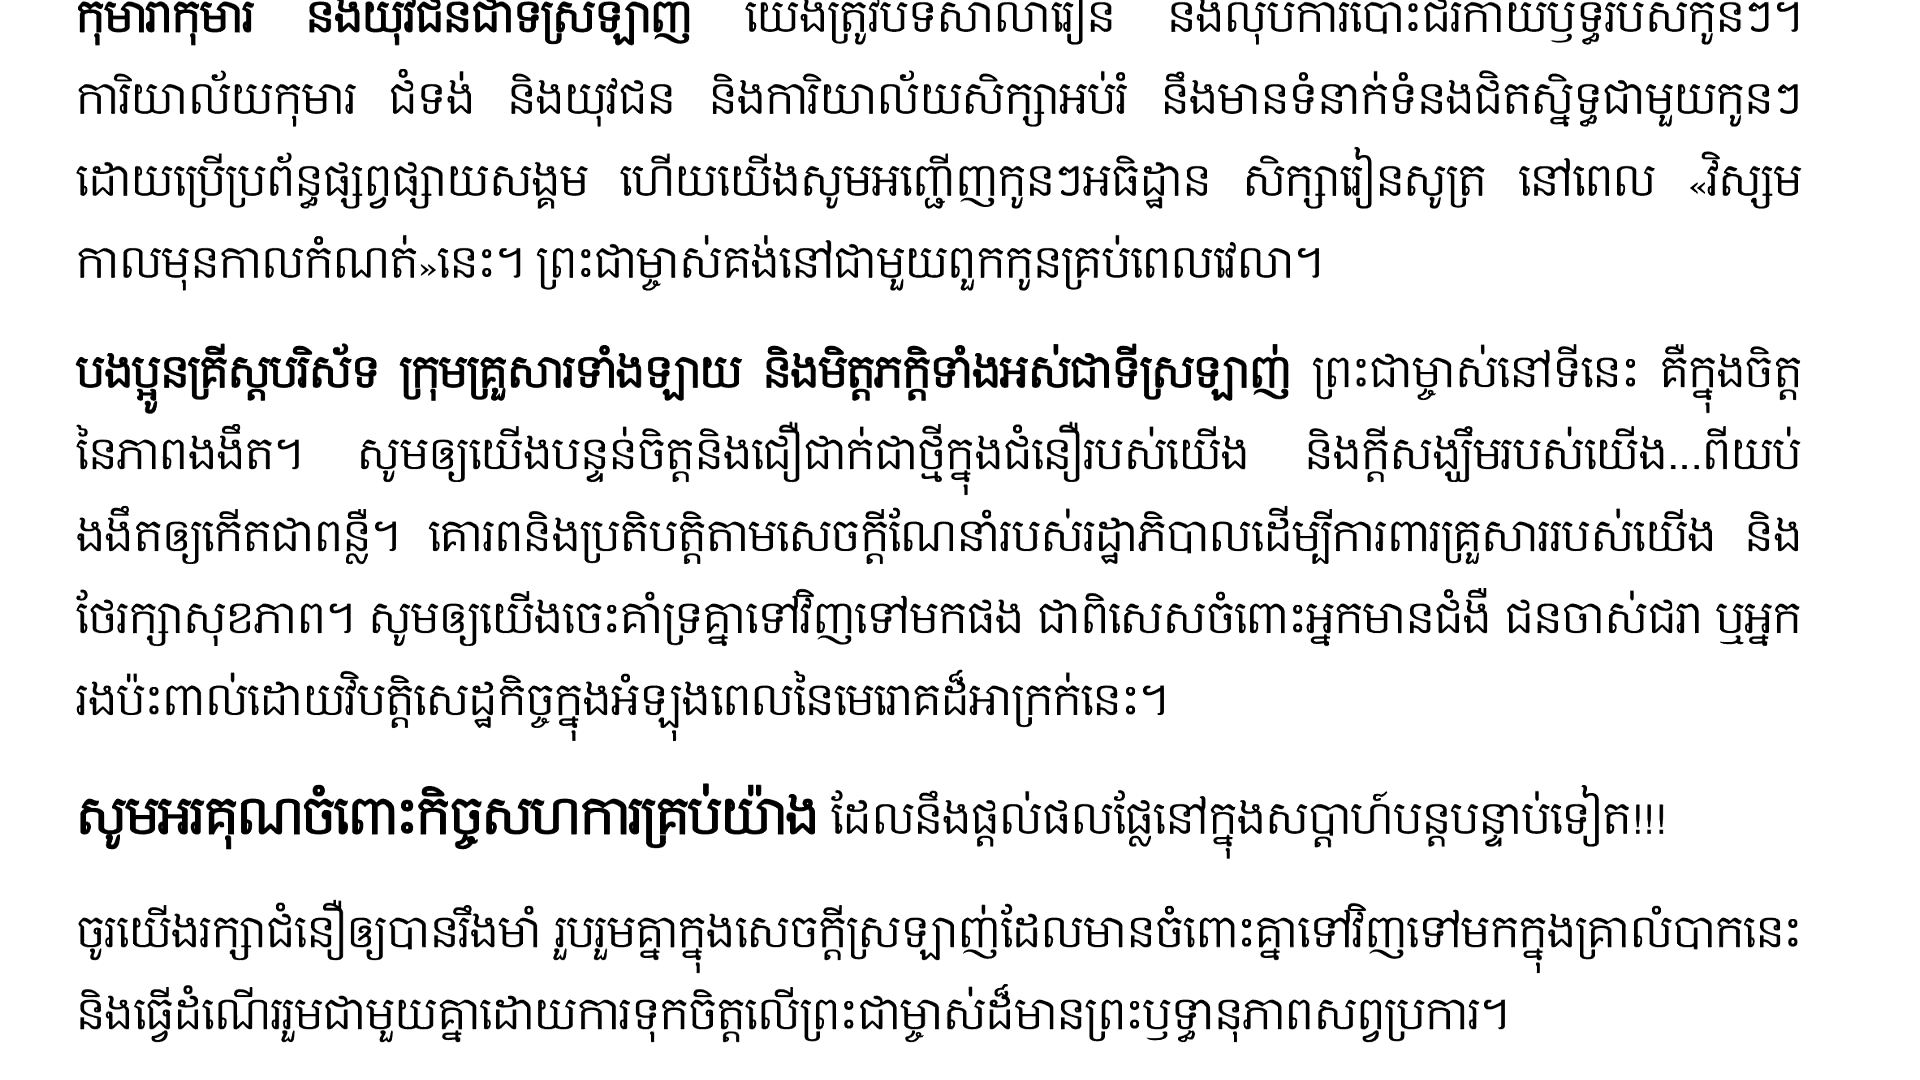 កុមារាកុមារី និងយុវជនជាទីស្រឡាញ់ យើងត្រូវបិទសាលារៀន និងលុបការបោះជំរំកាយឫទ្ធិរបស់កូនៗ។
ការិយាល័យកុមារ ជំទង់ និងយុវជន និងការិយាល័យសិក្សាអប់រំ នឹងមានទំនាក់ទំនងជិតស្និទ្ធជាមួយកូនៗ
ដោយប្រើប្រព័ន្ធផ្សព្វផ្សាយសង្គម ហើយយើងសូមអញ្ជើញកូនៗអធិដ្ឋាន សិក្សារៀនសូត្រ នៅពេល «វិស្សម
កាលមុនកាលកំណត់»នេះ។ ព្រះជាម្ចាស់គង់នៅជាមួយពួកកូនគ្រប់ពេលវេលា។
បងប្អូនគ្រីស្តបរិស័ទ ក្រុមគ្រួសារទាំងឡាយ និងមិត្តភក្តិទាំងអស់ជាទីស្រឡាញ់ ព្រះជាម្ចាស់នៅទីនេះ គឺក្នុងចិត្ត
នៃភាពងងឹត។ សូមឲ្យយើងបន្ទន់ចិត្តនិងជឿជាក់ជាថ្មីក្នុងជំនឿរបស់យើង និងក្តីសង្ឃឹមរបស់យើង...ពីយប់
ងងឹតឲ្យកើតជាពន្លឺ។ គោរពនិងប្រតិបត្តិតាមសេចក្តីណែនាំរបស់រដ្ឋាភិបាលដើម្បីការពារគ្រួសាររបស់យើង និង
ថែរក្សាសុខភាព។ សូមឲ្យយើងចេះគាំទ្រគ្នាទៅវិញទៅមកផង ជាពិសេសចំពោះអ្នកមានជំងឺ ជនចាស់ជរា ឬអ្នក
រងប៉ះពាល់ដោយវិបត្តិសេដ្ឋកិច្ចក្នុងអំឡុងពេលនៃមេរោគដ៏អាក្រក់នេះ។
សូមអរគុណចំពោះកិច្ចសហការគ្រប់យ៉ាង ដែលនឹងផ្តល់ផលផ្លែនៅក្នុងសប្តាហ៍បន្តបន្ទាប់ទៀត!!!
ចូរយើងរក្សាជំនឿឲ្យបានរឹងមាំ រួបរួមគ្នាក្នុងសេចក្តីស្រឡាញ់ដែលមានចំពោះគ្នាទៅវិញទៅមកក្នុងគ្រាលំបាកនេះ
និងធ្វើដំណើររួមជាមួយគ្នាដោយការទុកចិត្តលើព្រះជាម្ចាស់ដ៏មានព្រះឫទ្ធានុភាពសព្វប្រការ។